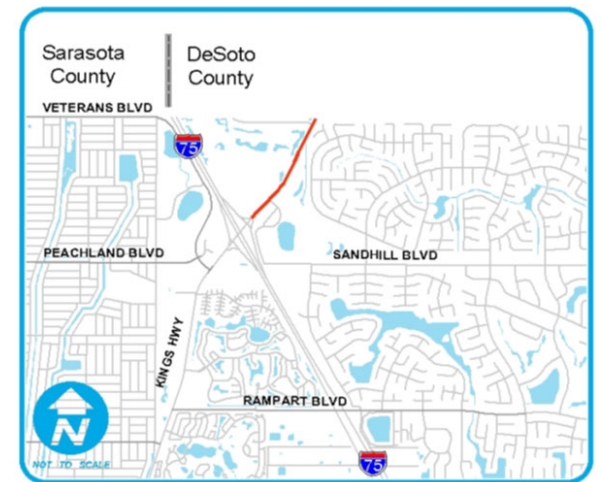 Sarasota
County
DeSoto
County
VETERANS BLVD
75
PEACHLAND BLVD
SANDHILL BLVD
KINGS HWY
RAMPART BLVD
N
NOT TO SCALE
75